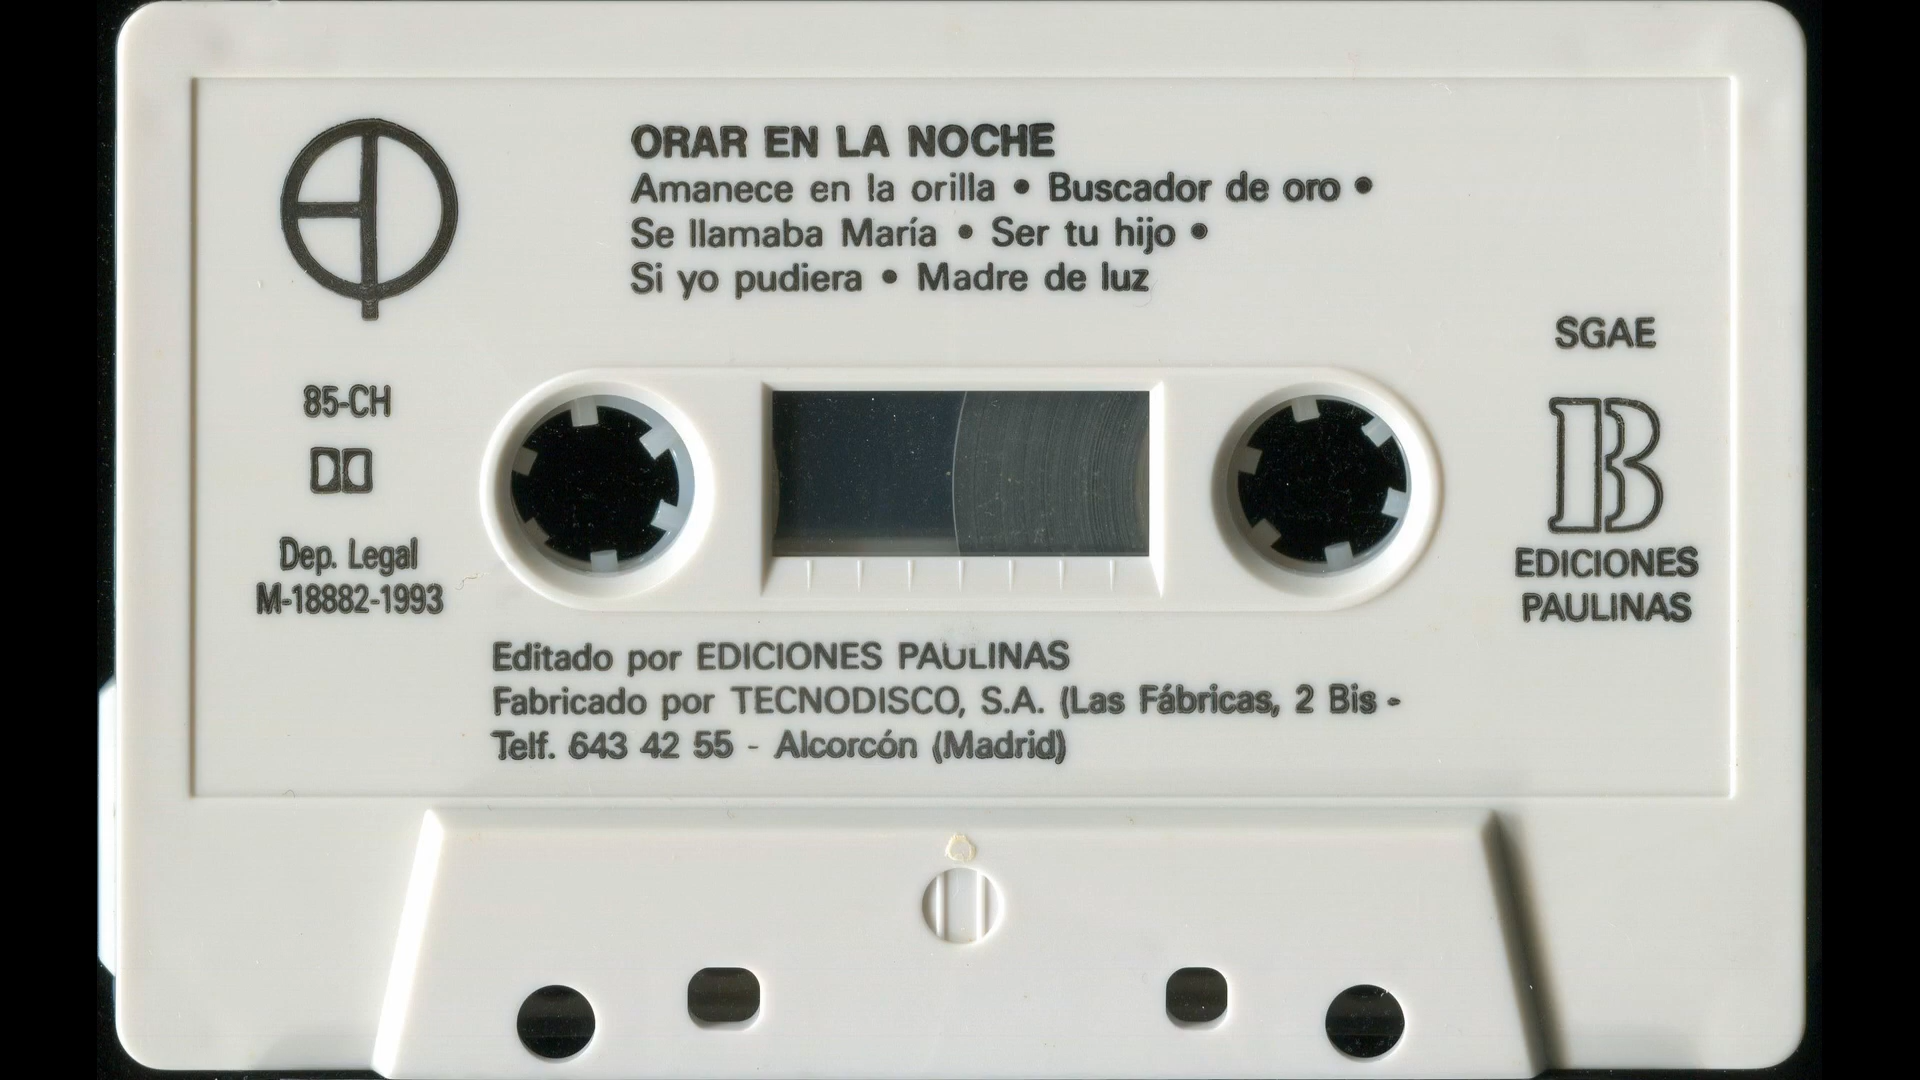 ORAR EN LA NOCHE
Amanece en la orilla • Buscador de oro •
Se llamaba María • Ser tu hijo •
Si yo pudiera • Madre de luz
SGAE
85-CH
B
EDICIONES
PAULINAS
Dep. Legal
M-18882-1993
Editado por EDICIONES PAULINAS
Fabricado por TECNODISCO, S.A. (Las Fábricas, 2 Bis -
Telf. 643 42 55 - Alcorcón (Madrid)